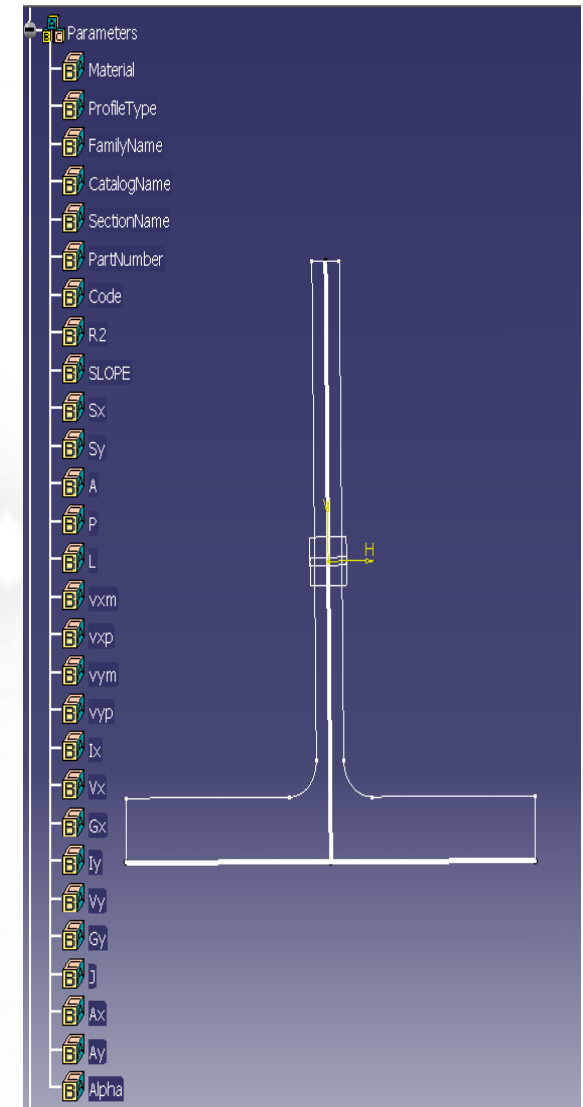 Parameters
Material
ProfileType
FamilyName
CatalogName
SectionName
PartNumber
Code
R2
SLOPE
Sx
Sy
A
P
L
vxm
vxp
vym
vyp
Ix
Vx
Gx
Iy
Vy
Gy
J
Ax
Ay
Alpha
V
H